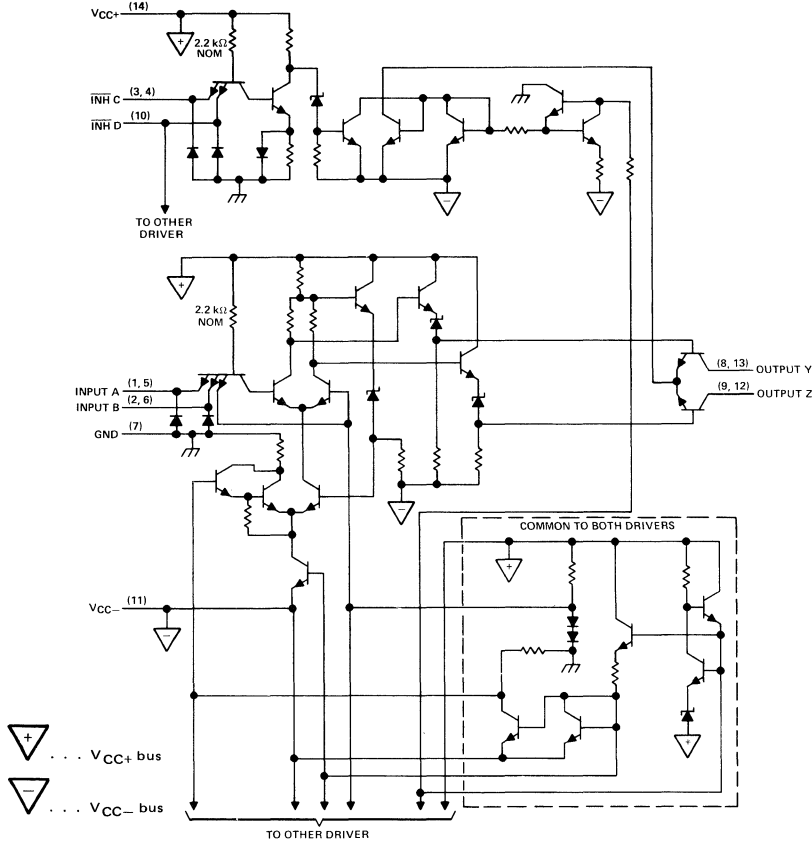 VCC+ (14)
+
2.2 kΩ
NOM
INH C (3, 4)
INH D (10)
TO OTHER
DRIVER
−
−
+
2.2 kΩ
NOM
INPUT A (1, 5)
INPUT B (2, 6)
GND (7)
(8, 13) OUTPUT Y
(9, 12) OUTPUT Z
−
COMMON TO BOTH DRIVERS
+
VCC− (11)
−
+
+ . . . VCC+ bus
− . . . VCC− bus
TO OTHER DRIVER